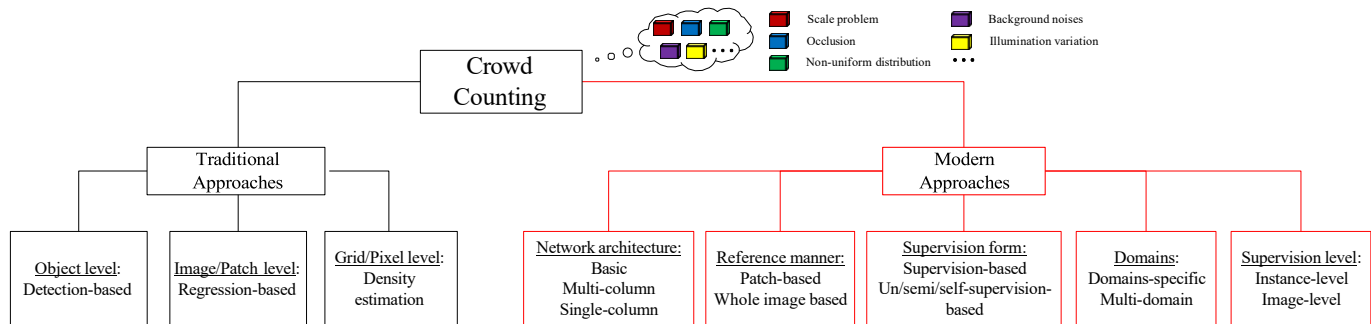 Scale problem
Background noises
Occlusion
Illumination variation
Non-uniform distribution
• • •
• • •
Crowd
Counting
Traditional
Approaches
Modern
Approaches
Object level:
Detection-based
Image/Patch level:
Regression-based
Grid/Pixel level:
Density
estimation
Network architecture:
Basic
Multi-column
Single-column
Reference manner:
Patch-based
Whole image based
Supervision form:
Supervision-based
Un/semi/self-supervision-
based
Domains:
Domains-specific
Multi-domain
Supervision level:
Instance-level
Image-level